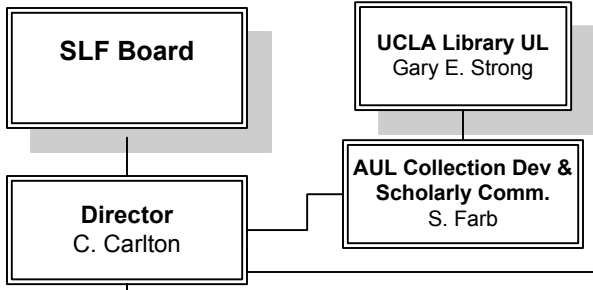 SLF Board
UCLA Library UL
Gary E. Strong
AUL Collection Dev &
Scholarly Comm.
S. Farb
Director
C. Carlton